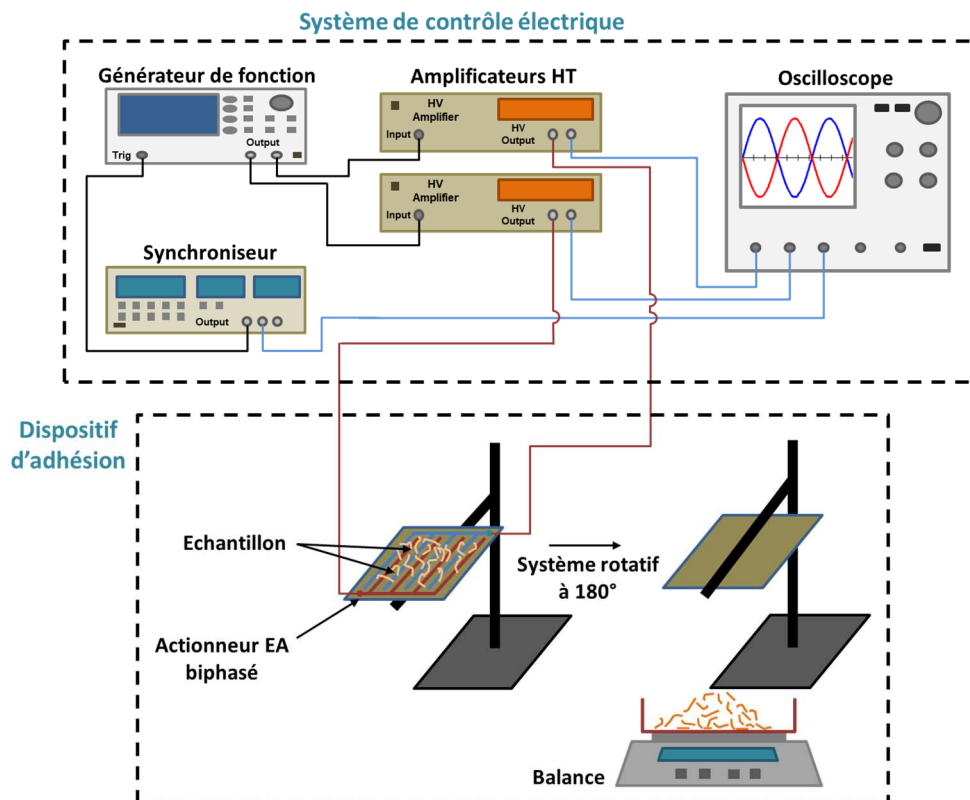 Système de contrôle électrique
Générateur de fonction
Amplificateurs HT
Oscilloscope
HV
Amplifier
Input
HV
Output
Output
Trig
HV
Amplifier
Input
HV
Output
Synchroniseur
Output
Dispositif
d'adhésion
Echantillon
Système rotatif
à 180°
Actionneur EA
biphasé
Balance